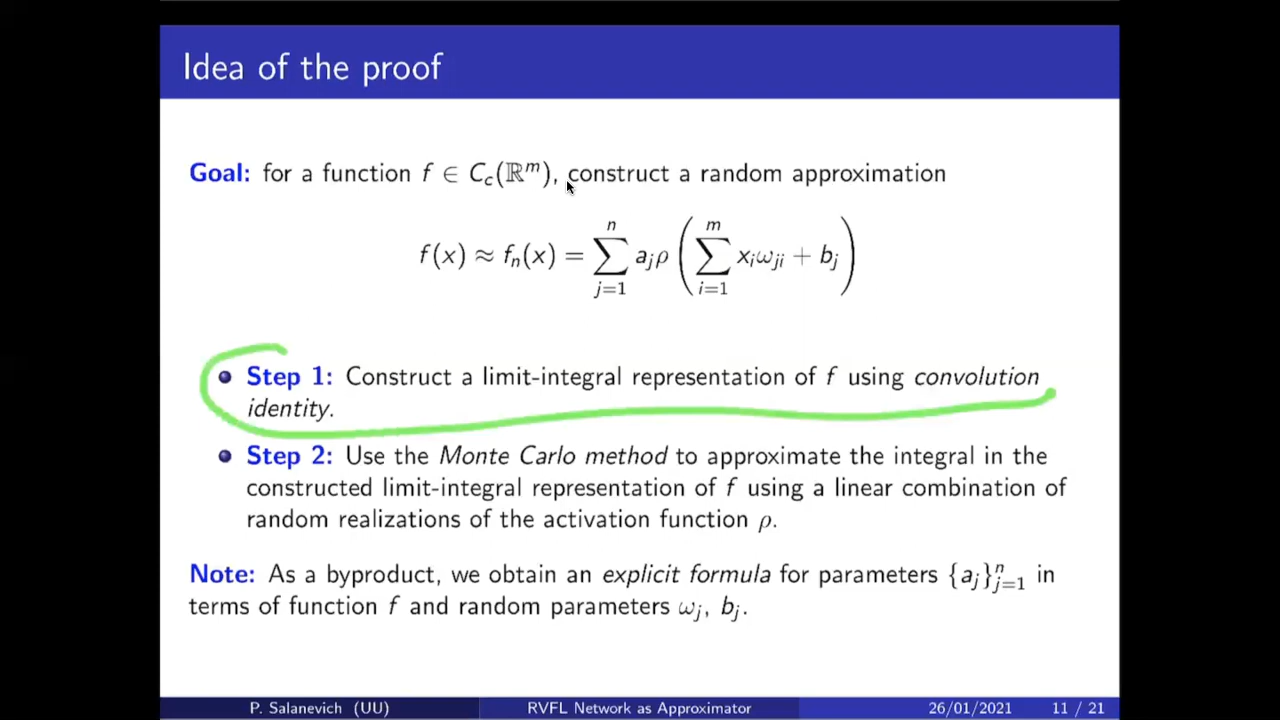 Idea of the proof
Goal: for a function f ∈ C_c(ℝ^m), construct a random approximation
f(x) ≈ f_n(x) = \sum_{j=1}^{n} a_j ρ ( \sum_{i=1}^{m} x_i ω_{ji} + b_j )
Step 1: Construct a limit-integral representation of f using convolution
identity.
Step 2: Use the Monte Carlo method to approximate the integral in the
constructed limit-integral representation of f using a linear combination of
random realizations of the activation function ρ.
Note: As a byproduct, we obtain an explicit formula for parameters {a_j}_{j=1}^{n} in
terms of function f and random parameters ω_j, b_j.
P. Salanevich (UU) RVFL Network as Approximator 26/01/2021 11 / 21